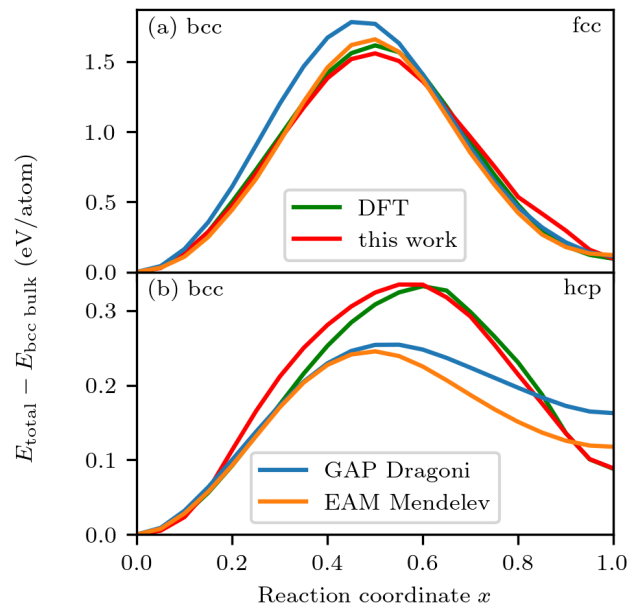 (a) bcc
fcc
1.5
1.0
0.5
0.0
DFT
this work
(b) bcc
hcp
0.3
0.2
0.1
0.0
GAP Dragoni
EAM Mendelev
0.0 0.2 0.4 0.6 0.8 1.0
Reaction coordinate x
E_total − E_bcc bulk (eV/atom)